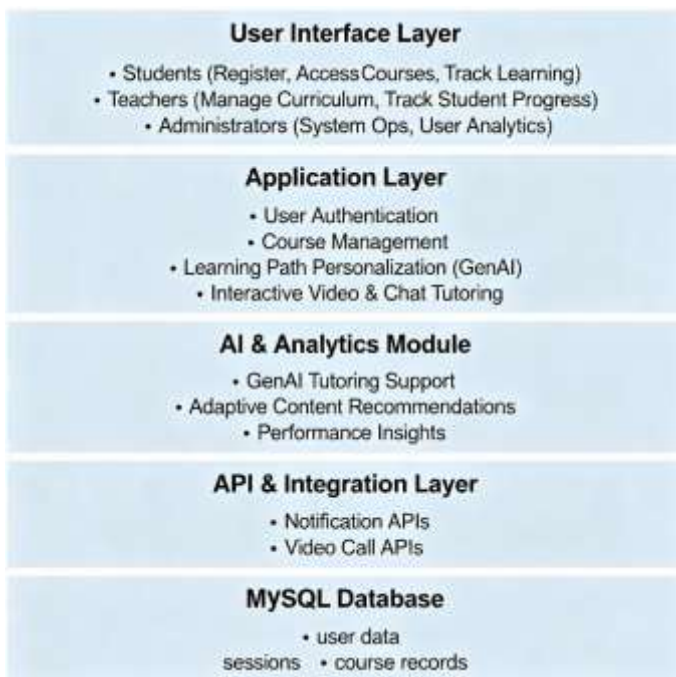 User Interface Layer
• Students (Register, Access Courses, Track Learning)
• Teachers (Manage Curriculum, Track Student Progress)
• Administrators (System Ops, User Analytics)
Application Layer
• User Authentication
• Course Management
• Learning Path Personalization (GenAI)
• Interactive Video & Chat Tutoring
AI & Analytics Module
• GenAI Tutoring Support
• Adaptive Content Recommendations
• Performance Insights
API & Integration Layer
• Notification APIs
• Video Call APIs
MySQL Database
• user data
sessions • course records